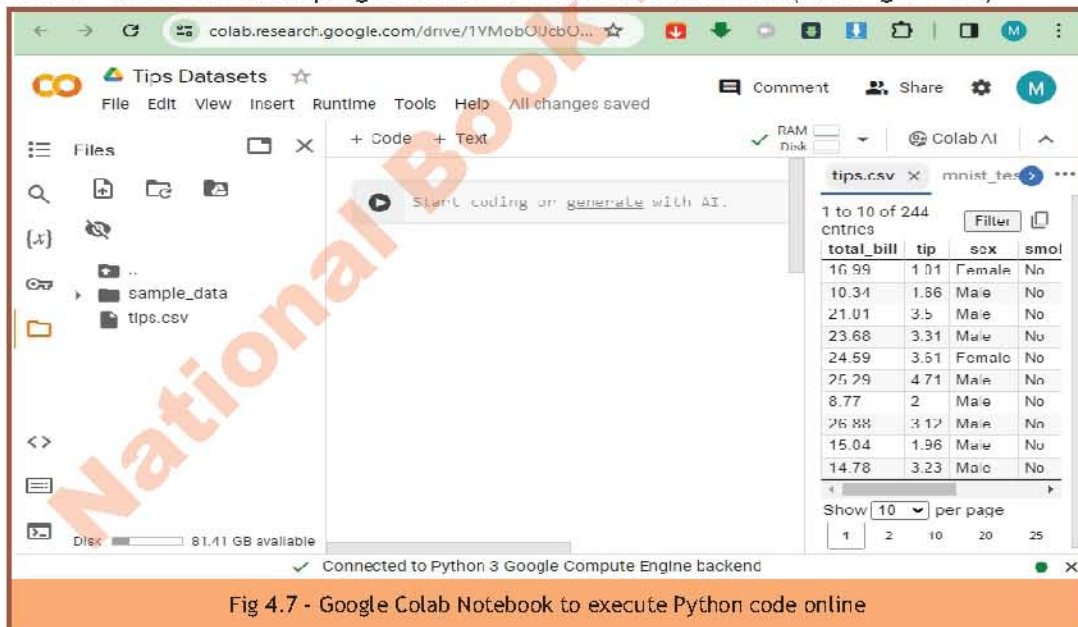 colab.research.google.com/drive/1VMobOUcbO...
M
CO
Tips Datasets
File Edit View Insert Runtime Tools Help All changes saved
Comment
Share
M
Files
+ Code + Text
RAM
Disk
Colab AI
Start coding or generate with AI.
{x}
..
sample_data
tips.csv
<>
Disk 81.41 GB available
tips.csv × mnist_tes
1 to 10 of 244 entries
Filter
total_bill tip sex smol
16.99 1.01 Female No
10.34 1.66 Male No
21.01 3.5 Male No
23.68 3.31 Male No
24.59 3.61 Female No
25.29 4.71 Male No
8.77 2 Male No
26.88 3.12 Male No
15.04 1.96 Male No
14.78 3.23 Male No
Show 10 per page
1 2 10 20 25
Connected to Python 3 Google Compute Engine backend
Fig 4.7 - Google Colab Notebook to execute Python code online
National Book